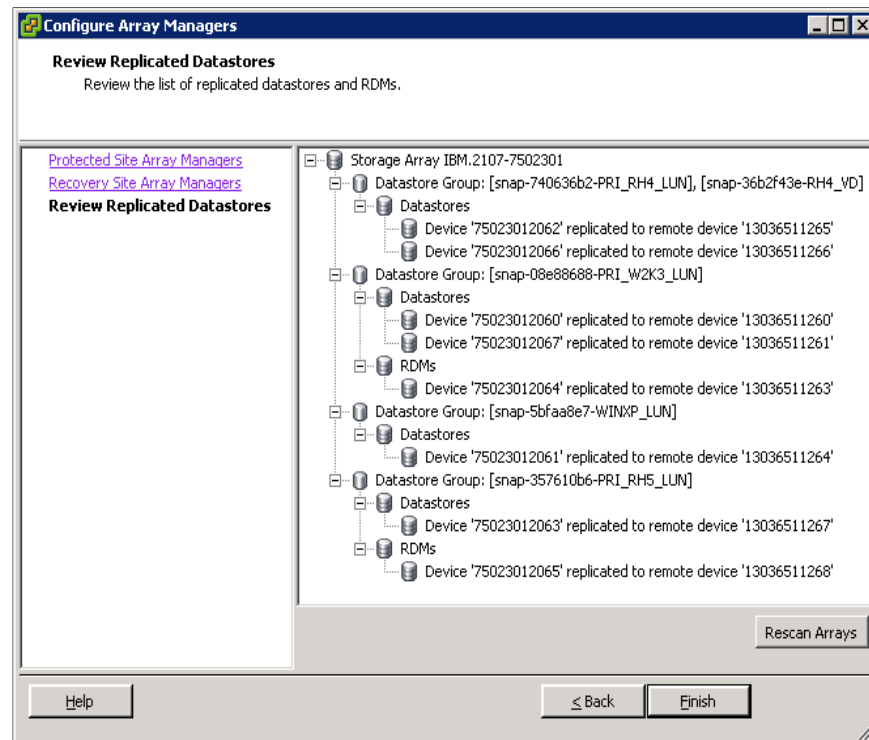 Configure Array Managers
Review Replicated Datastores
Review the list of replicated datastores and RDMs.
Protected Site Array Managers
Recovery Site Array Managers
Review Replicated Datastores
Storage Array IBM.2107-7502301
Datastore Group: [snap-740636b2-PRI_RH4_LUN], [snap-36b2f43e-RH4_VD]
Datastores
Device '75023012062' replicated to remote device '13036511265'
Device '75023012066' replicated to remote device '13036511266'
Datastore Group: [snap-08e88688-PRI_W2K3_LUN]
Datastores
Device '75023012060' replicated to remote device '13036511260'
Device '75023012067' replicated to remote device '13036511261'
RDMs
Device '75023012064' replicated to remote device '13036511263'
Datastore Group: [snap-5bfaa8e7-WINXP_LUN]
Datastores
Device '75023012061' replicated to remote device '13036511264'
Datastore Group: [snap-357610b6-PRI_RH5_LUN]
Datastores
Device '75023012063' replicated to remote device '13036511267'
RDMs
Device '75023012065' replicated to remote device '13036511268'
Rescan Arrays
Help
< Back
Finish